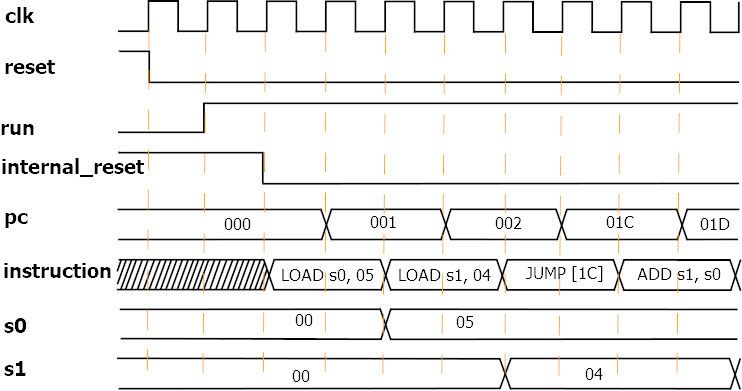 clk
reset
run
internal_reset
pc 000 001 002 01C 01D
instruction LOAD s0, 05 LOAD s1, 04 JUMP [1C] ADD s1, s0
s0 00 05
s1 00 04